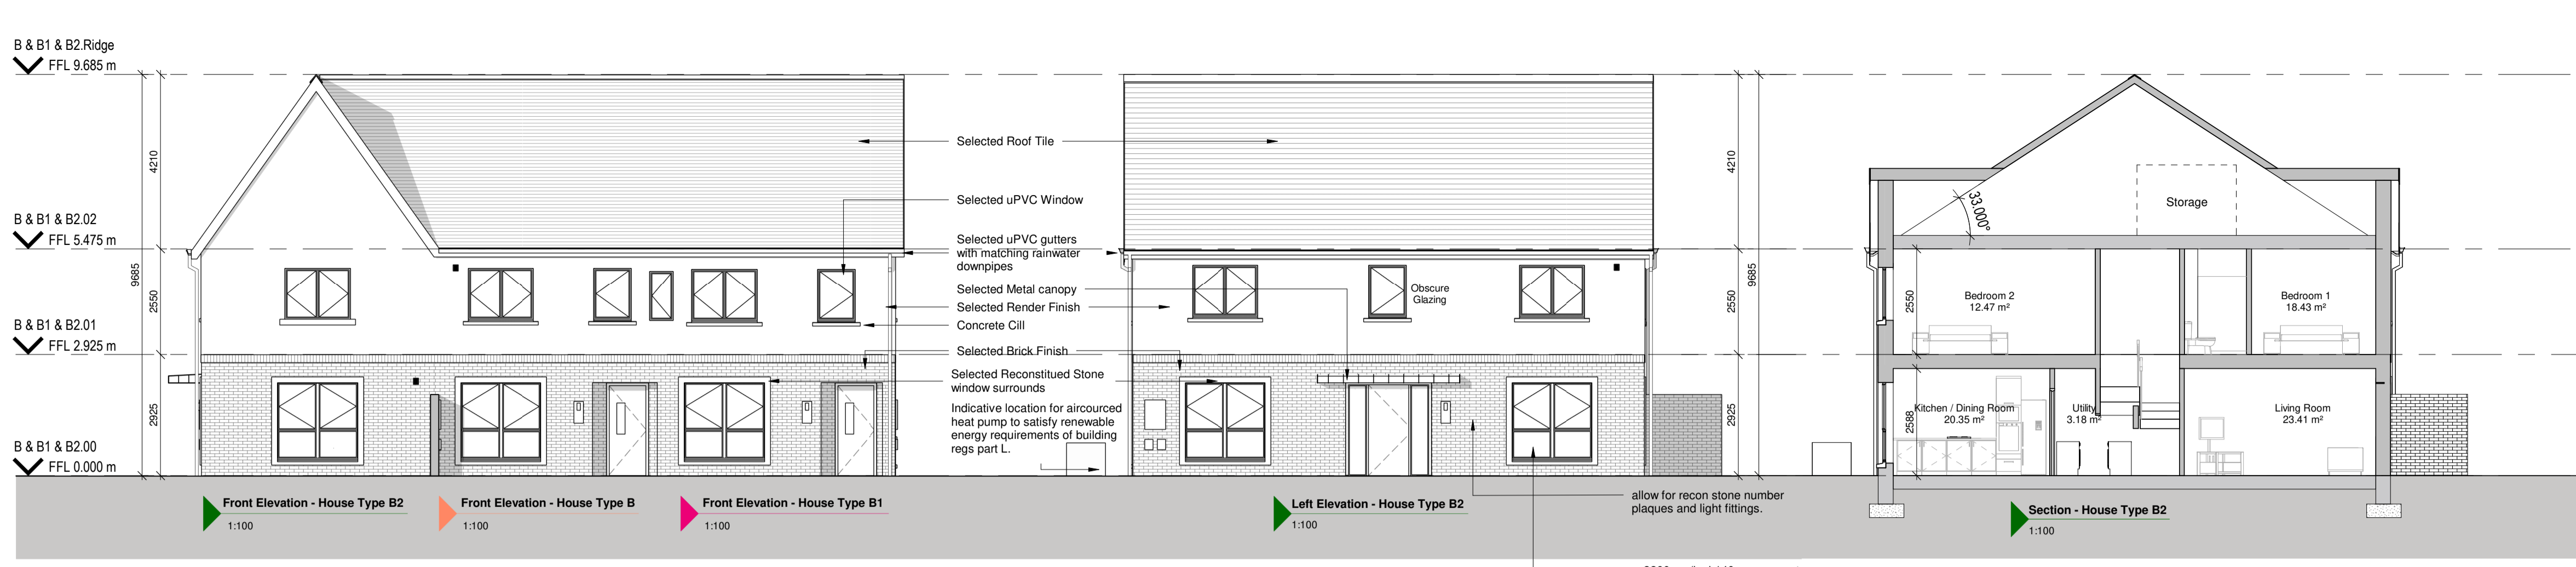 B & B1 & B2.Ridge
FFL 9.685 m
B & B1 & B2.02
FFL 5.475 m
B & B1 & B2.01
FFL 2.925 m
B & B1 & B2.00
FFL 0.000 m
9685
4210
2550
2925
Selected Roof Tile
Selected uPVC Window
Selected uPVC gutters
with matching rainwater
downpipes
Selected Metal canopy
Selected Render Finish
Concrete Cill
Selected Brick Finish
Selected Reconstitued Stone
window surrounds
Indicative location for aircourced
heat pump to satisfy renewable
energy requirements of building
regs part L.
Front Elevation - House Type B2
1:100
Front Elevation - House Type B
1:100
Front Elevation - House Type B1
1:100
Obscure
Glazing
4210
2550
2925
9685
Left Elevation - House Type B2
1:100
allow for recon stone number
plaques and light fittings.
33.000°
Storage
2550
Bedroom 2
12.47 m²
Bedroom 1
18.43 m²
2588
Kitchen / Dining Room
20.35 m²
Utility
3.18 m²
Living Room
23.41 m²
Section - House Type B2
1:100